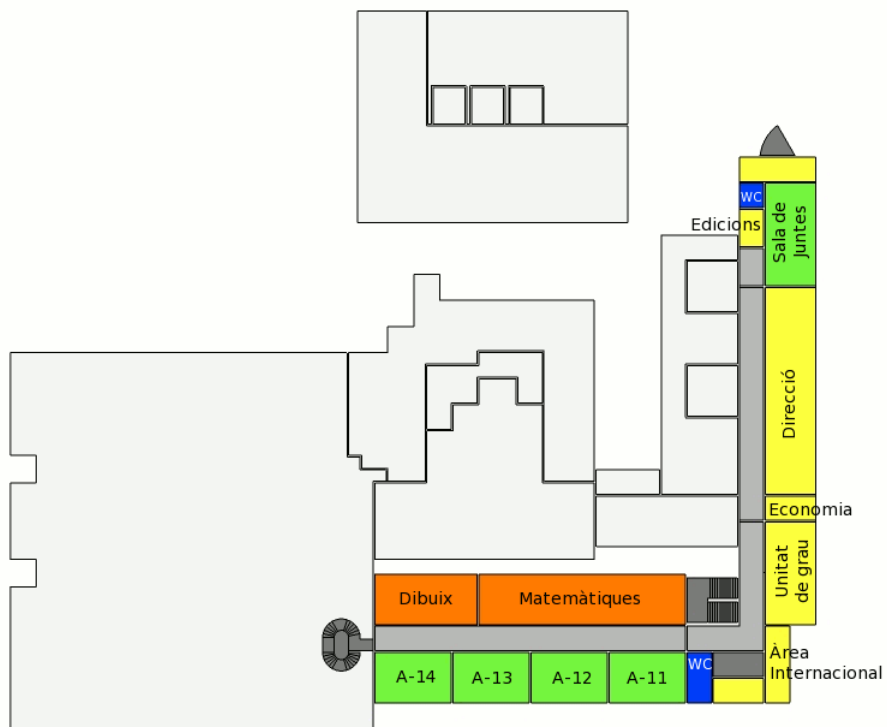 WC
Edicions
Sala de
Juntes
Direcció
Economia
Unitat
de grau
Dibuix
Matemàtiques
A-14
A-13
A-12
A-11
WC
Àrea
Internacional